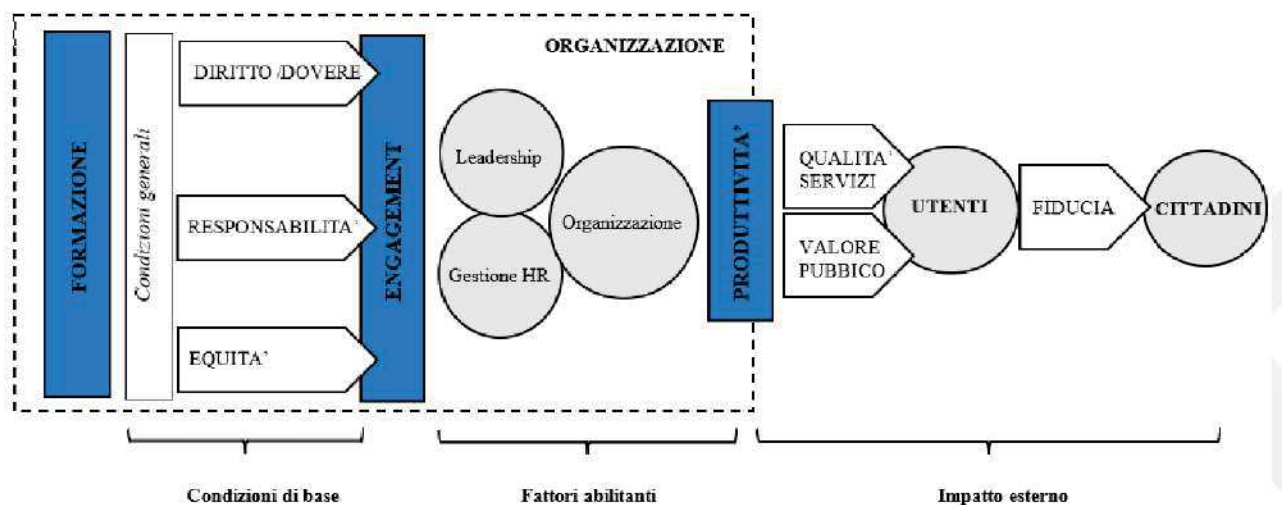 ORGANIZZAZIONE
FORMAZIONE
Condizioni generali
DIRITTO /DOVERE
RESPONSABILITA’
EQUITA’
ENGAGEMENT
Leadership
Gestione HR
Organizzazione
PRODUTTIVITA’
QUALITA’
SERVIZI
VALORE
PUBBICO
UTENTI
FIDUCIA
CITTADINI
Condizioni di base
Fattori abilitanti
Impatto esterno